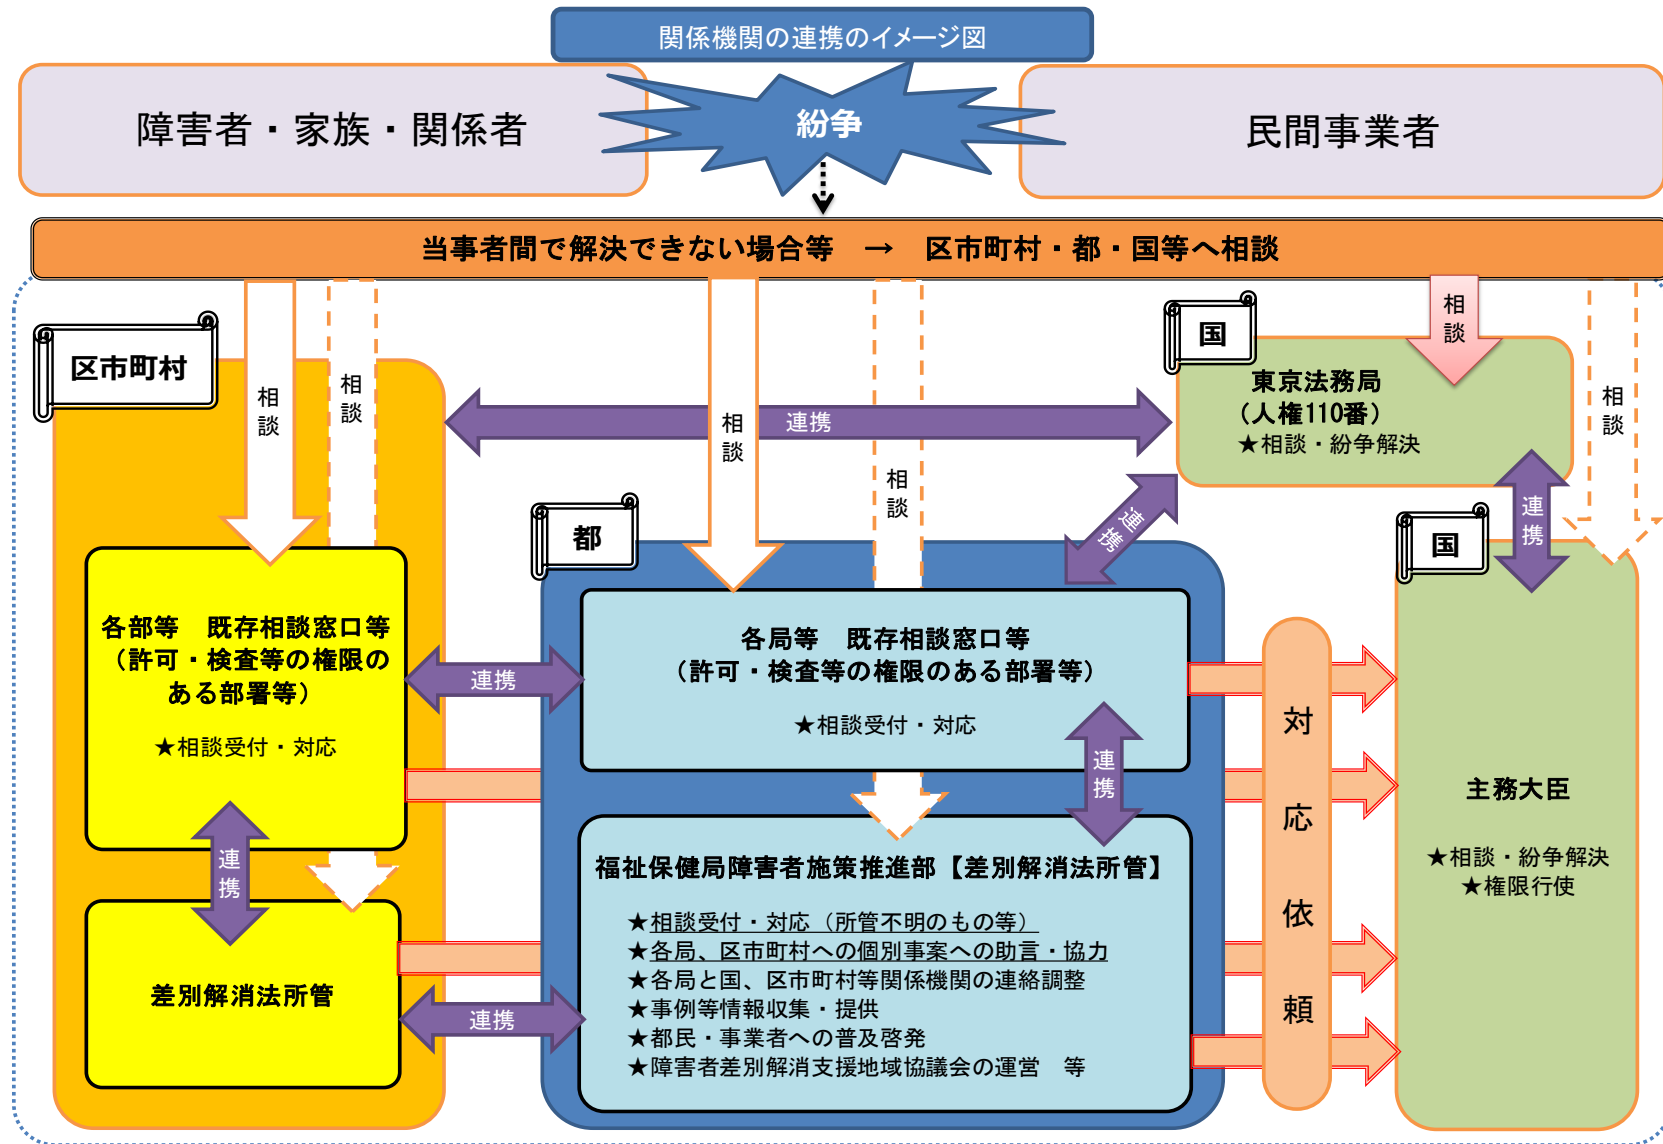 関係機関の連携のイメージ図
障害者・家族・関係者
紛争
民間事業者
当事者間で解決できない場合等　→　区市町村・都・国等へ相談
区市町村
相談
相談
相談
相談
相談
相談
国
東京法務局
（人権110番）
★相談・紛争解決
連携
連携
連携
都
国
各部等　既存相談窓口等
（許可・検査等の権限の
ある部署等）
★相談受付・対応
連携
各局等　既存相談窓口等
（許可・検査等の権限のある部署等）
★相談受付・対応
連携
連携
差別解消法所管
連携
福祉保健局障害者施策推進部【差別解消法所管】
★相談受付・対応（所管不明のもの等）
★各局、区市町村への個別事案への助言・協力
★各局と国、区市町村等関係機関の連絡調整
★事例等情報収集・提供
★都民・事業者への普及啓発
★障害者差別解消支援地域協議会の運営　等
対応依頼
主務大臣
★相談・紛争解決
★権限行使